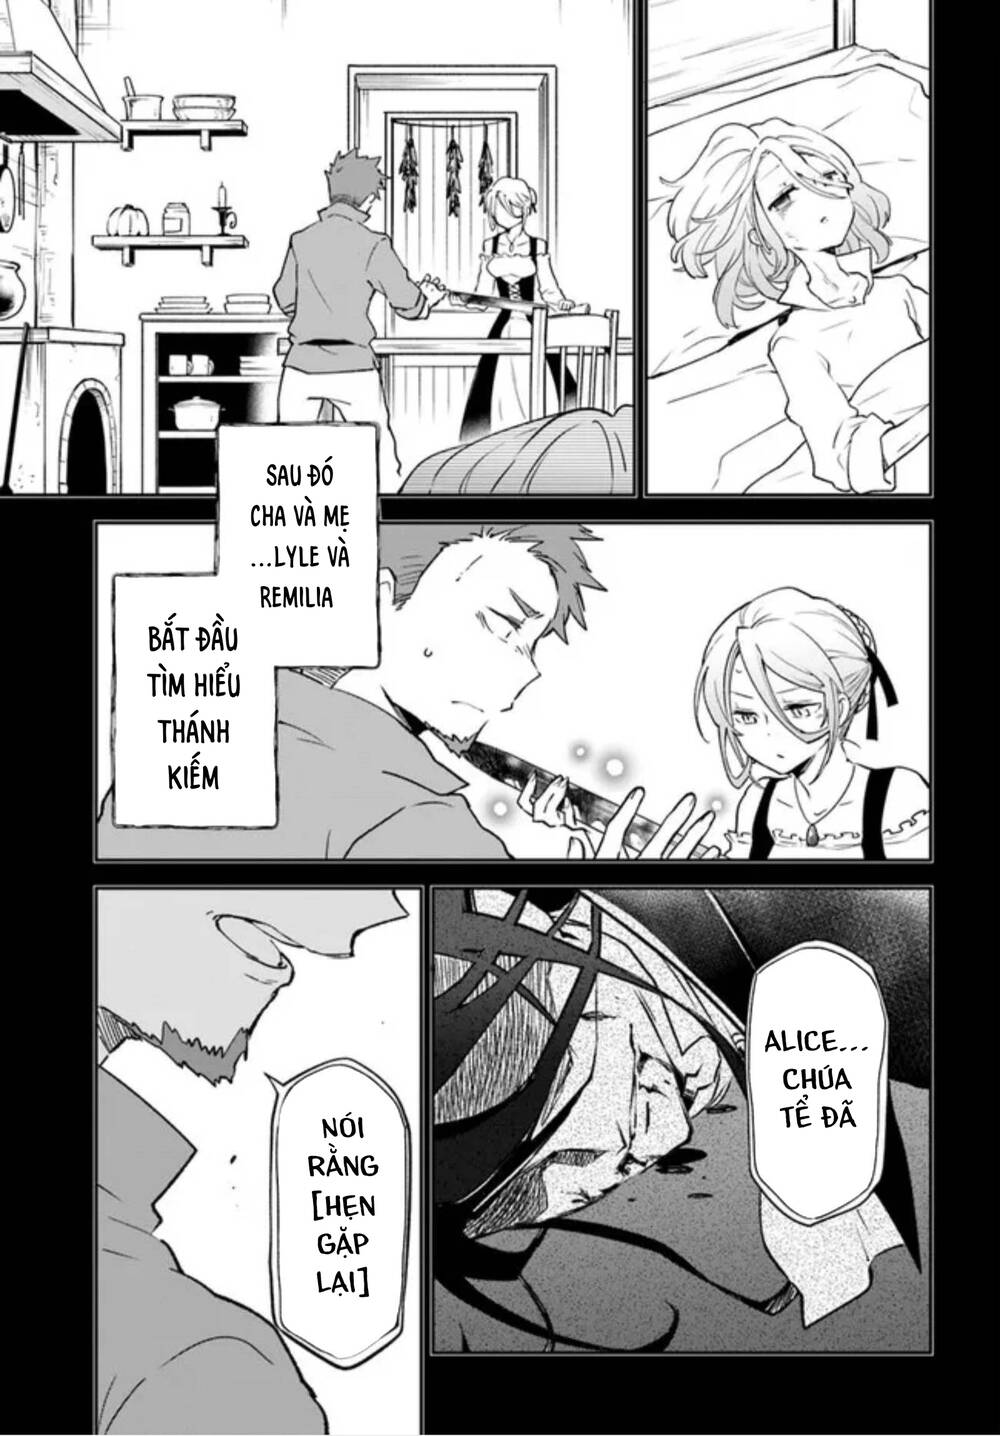 SAU ĐÓ
CHA VÀ MẸ
...LYLE VÀ
REMILIA
BẮT ĐẦU
TÌM HIỂU
THÁNH
KIẾM
ALICE...
CHÚA
TỂ ĐÃ
NÓI
RẰNG
[HẸN
GẶP
LẠI]